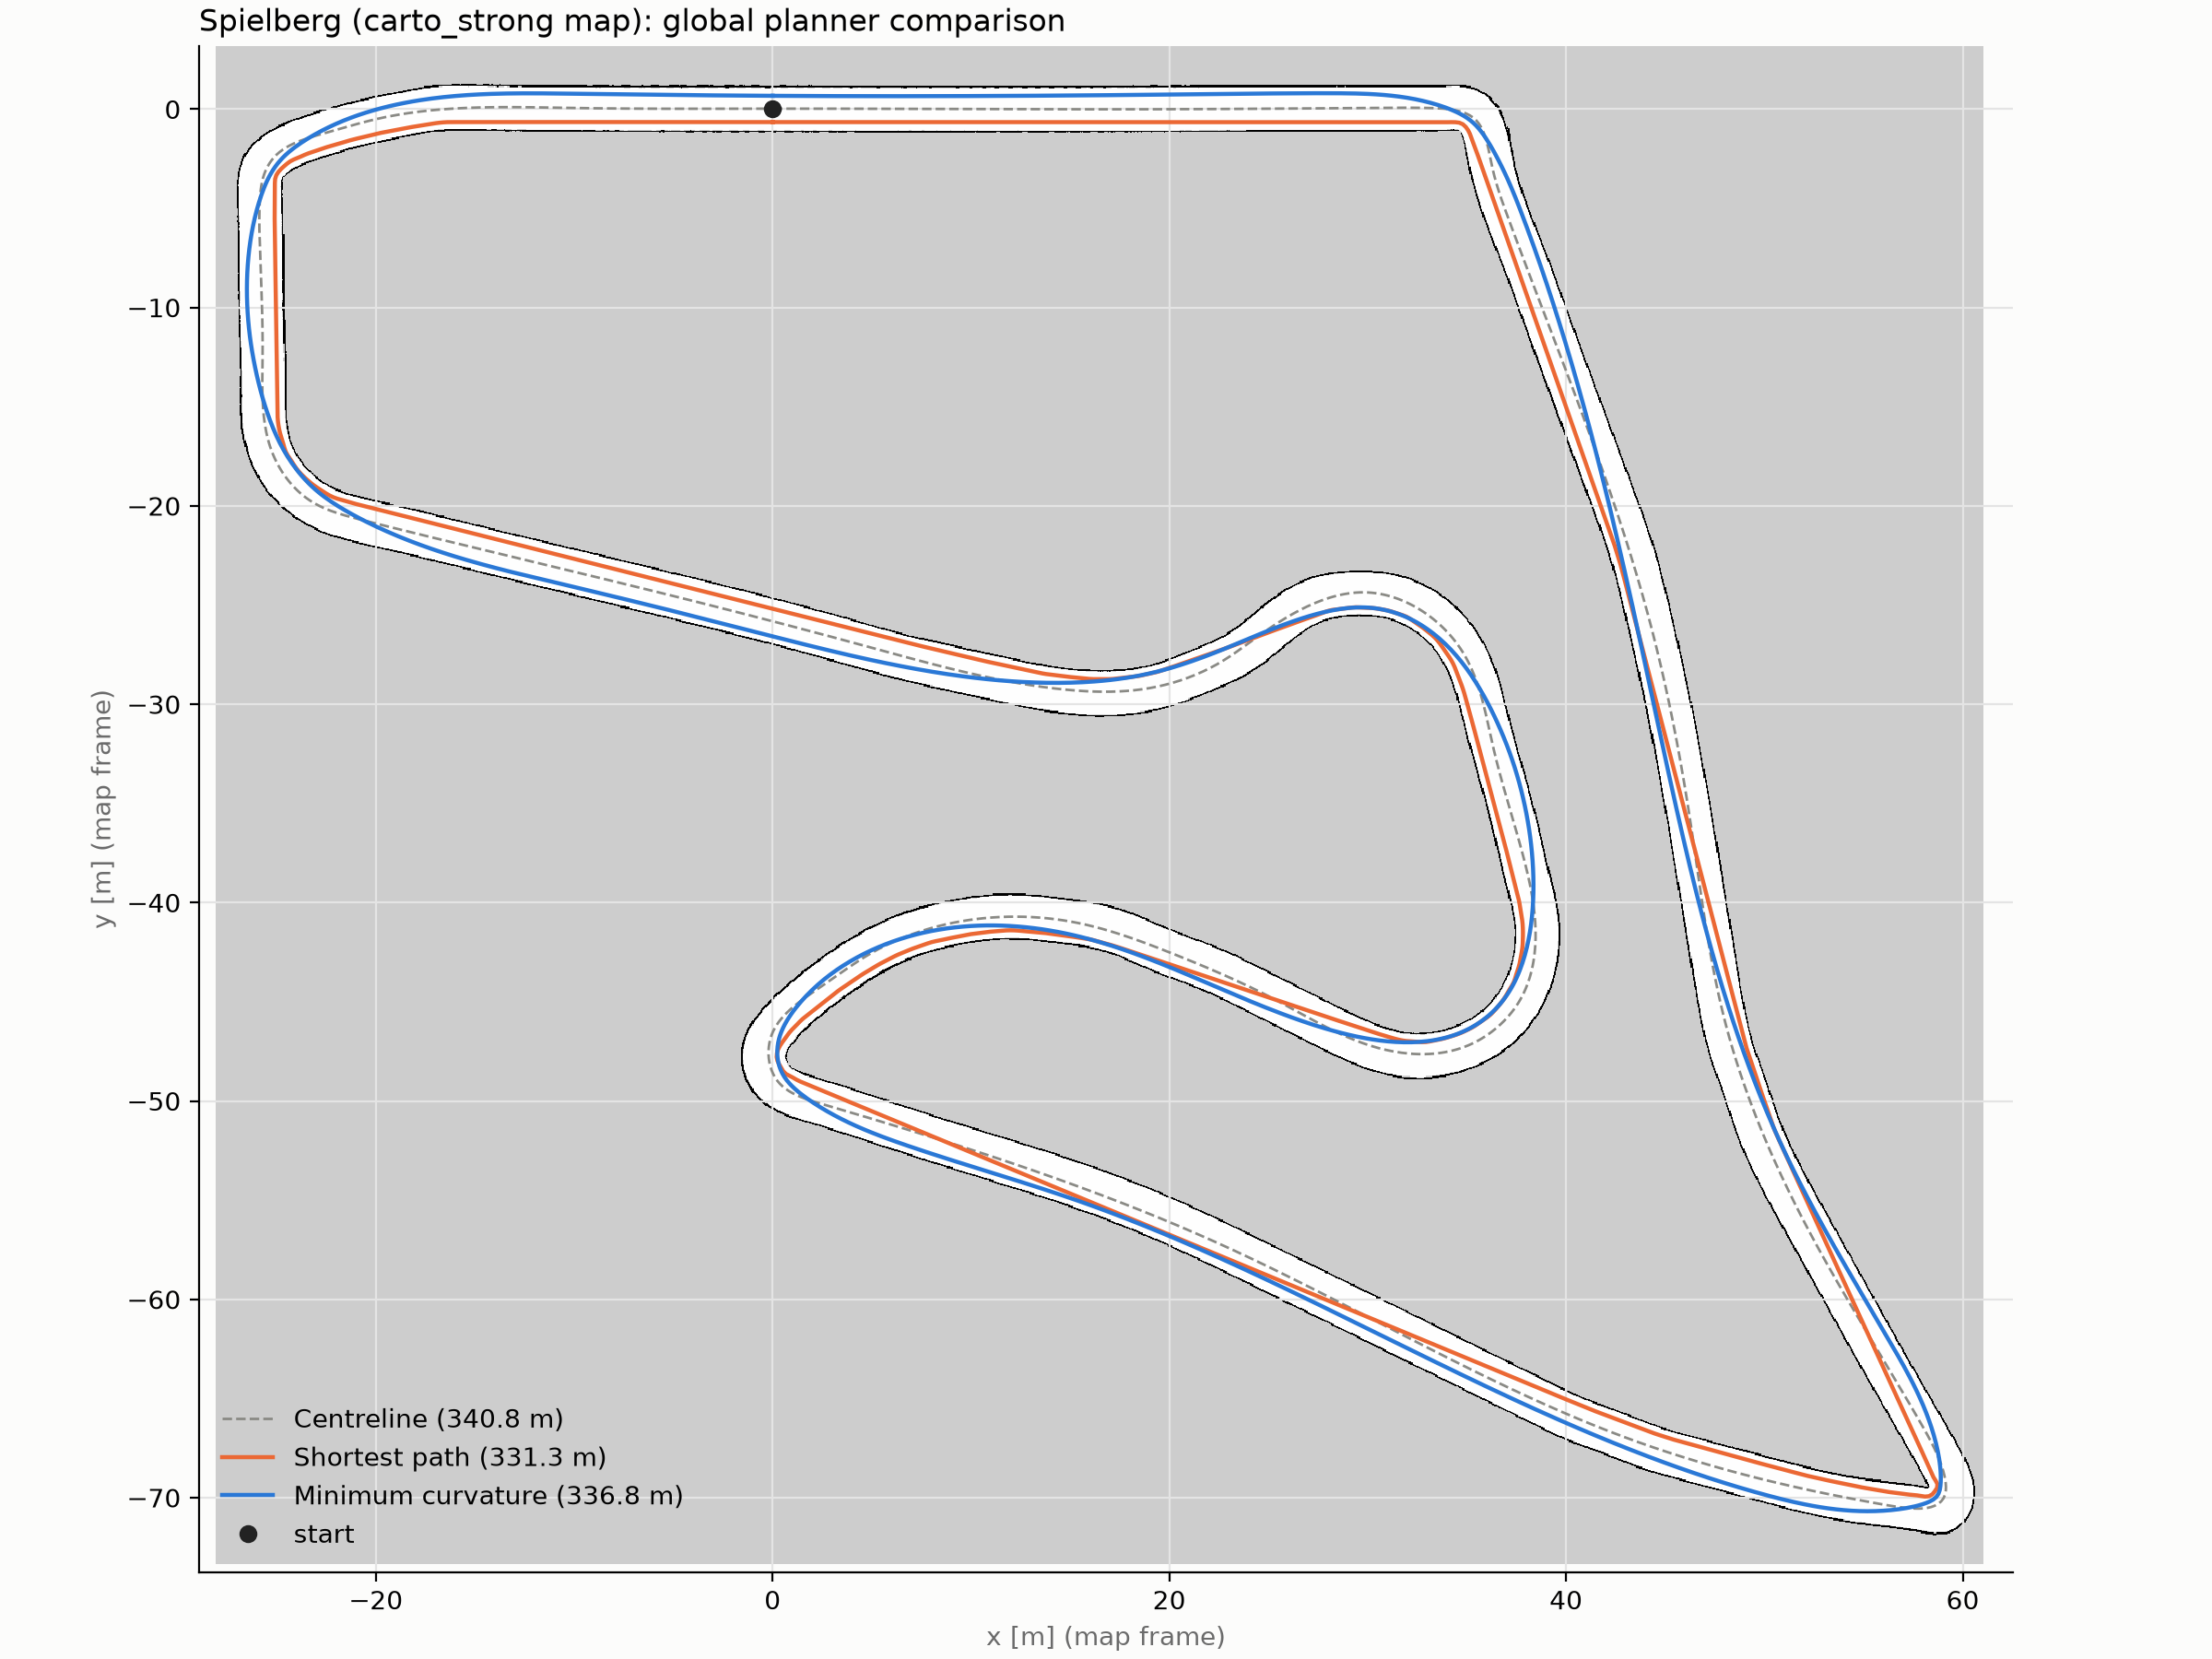 Spielberg (carto_strong map): global planner comparison
0
−10
−20
−30
−40
−50
−60
−70
y [m] (map frame)
Centreline (340.8 m)
Shortest path (331.3 m)
Minimum curvature (336.8 m)
start
−20
0
20
40
60
x [m] (map frame)